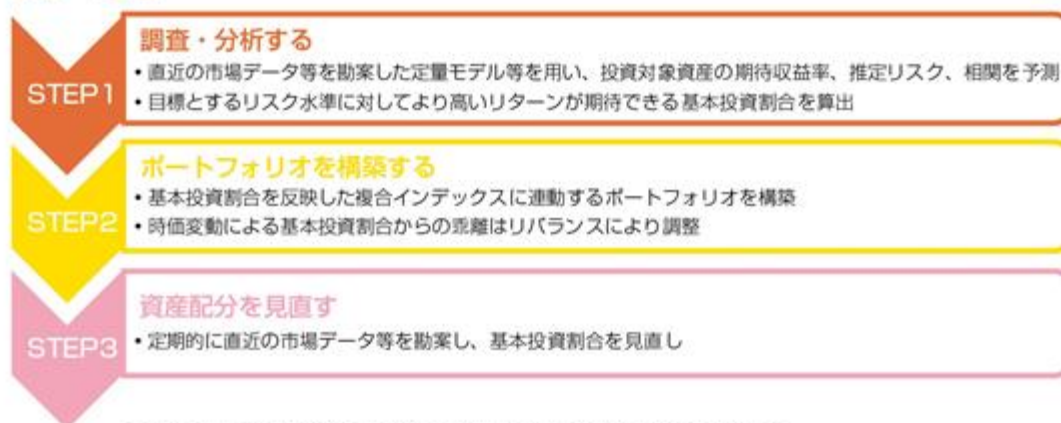 STEP1
調査・分析する
・直近の市場データ等を勘案した定量モデル等を用い、投資対象資産の期待収益率、推定リスク、相関を予測
・目標とするリスク水準に対してより高いリターンが期待できる基本投資割合を算出
STEP2
ポートフォリオを構築する
・基本投資割合を反映した複合インデックスに連動するポートフォリオを構築
・時価変動による基本投資割合からの乖離はリバランスにより調整
STEP3
資産配分を見直す
・定期的に直近の市場データ等を勘案し、基本投資割合を見直し